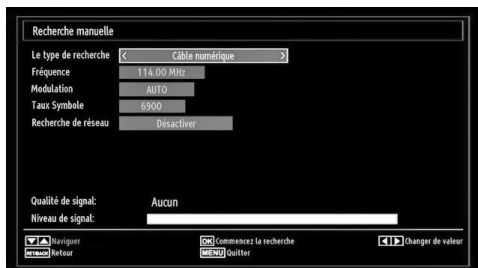 Recherche manuelle
Le type de recherche < Câble numérique >
Fréquence 114.00 MHz
Modulation AUTO
Taux Symbole 6900
Recherche de réseau Désactiver
Qualité de signal: Aucun
Niveau de signal:
Naviguer OK Commencez la recherche Changer de valeur
Retour MENU Quitter